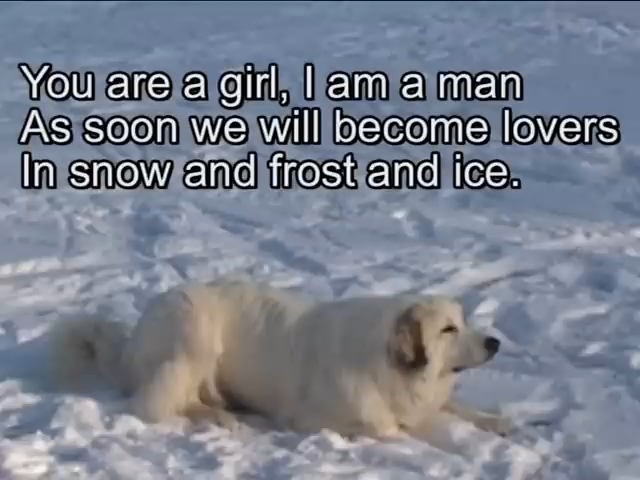 You are a girl, I am a man
As soon we will become lovers
In snow and frost and ice.